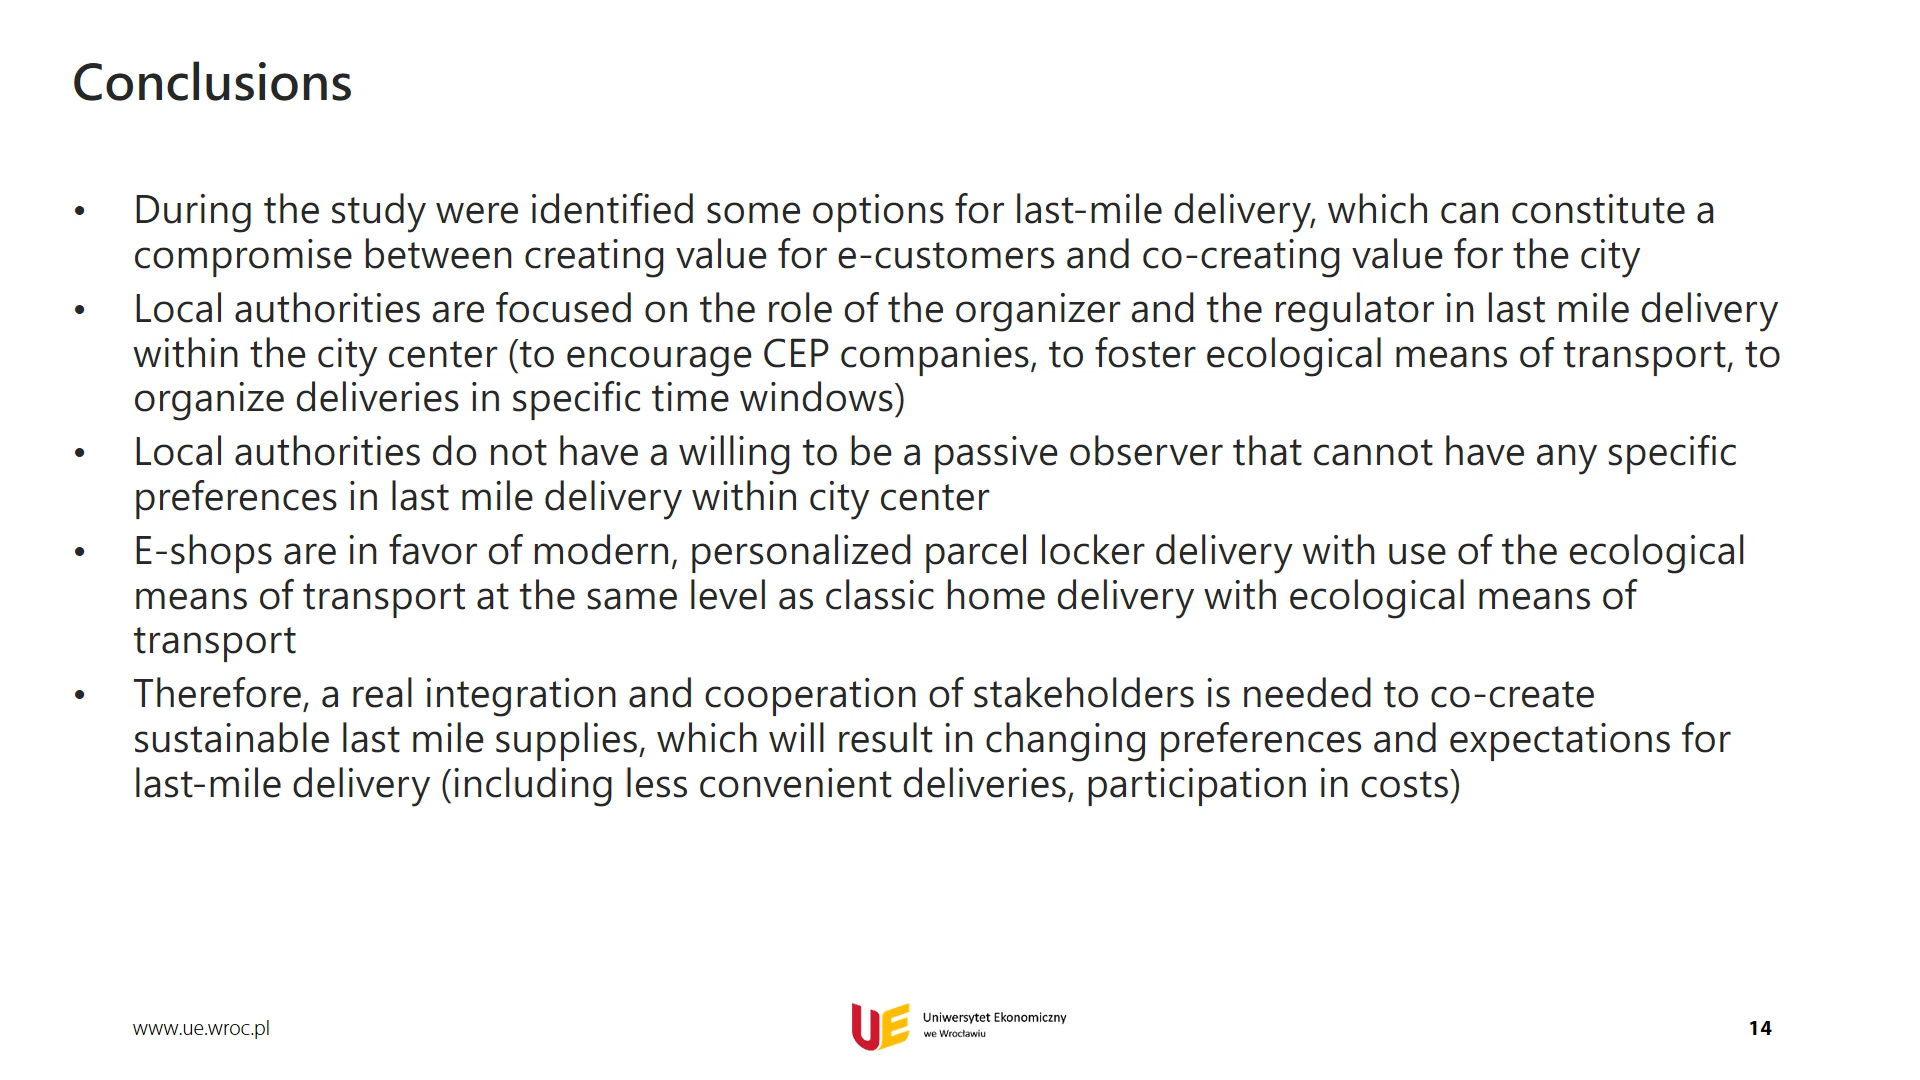 Conclusions
• During the study were identified some options for last-mile delivery, which can constitute a
compromise between creating value for e-customers and co-creating value for the city
• Local authorities are focused on the role of the organizer and the regulator in last mile delivery
within the city center (to encourage CEP companies, to foster ecological means of transport, to
organize deliveries in specific time windows)
• Local authorities do not have a willing to be a passive observer that cannot have any specific
preferences in last mile delivery within city center
• E-shops are in favor of modern, personalized parcel locker delivery with use of the ecological
means of transport at the same level as classic home delivery with ecological means of
transport
• Therefore, a real integration and cooperation of stakeholders is needed to co-create
sustainable last mile supplies, which will result in changing preferences and expectations for
last-mile delivery (including less convenient deliveries, participation in costs)
www.ue.wroc.pl
UE
Uniwersytet Ekonomiczny
we Wrocławiu
14